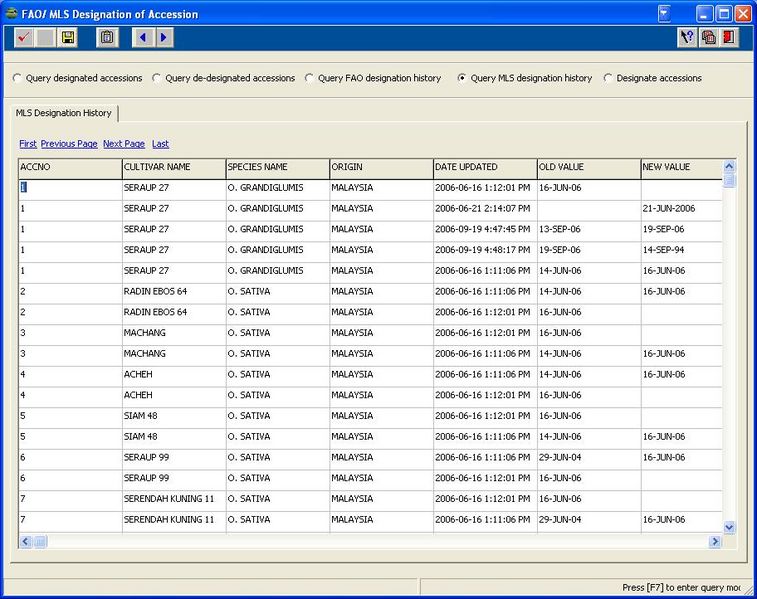 FAO/ MLS Designation of Accession
Query designated accessions Query de-designated accessions Query FAO designation history Query MLS designation history Designate accessions
MLS Designation History
First Previous Page Next Page Last
ACCNO CULTIVAR NAME SPECIES NAME ORIGIN DATE UPDATED OLD VALUE NEW VALUE
1 SERAUP 27 O. GRANDIGLUMIS MALAYSIA 2006-06-16 1:12:01 PM 16-JUN-06
1 SERAUP 27 O. GRANDIGLUMIS MALAYSIA 2006-06-21 2:14:07 PM 21-JUN-2006
1 SERAUP 27 O. GRANDIGLUMIS MALAYSIA 2006-09-19 4:47:45 PM 13-SEP-06 19-SEP-06
1 SERAUP 27 O. GRANDIGLUMIS MALAYSIA 2006-09-19 4:48:17 PM 19-SEP-06 14-SEP-94
1 SERAUP 27 O. GRANDIGLUMIS MALAYSIA 2006-06-16 1:11:06 PM 14-JUN-06 16-JUN-06
2 RADIN EBOS 64 O. SATIVA MALAYSIA 2006-06-16 1:11:06 PM 14-JUN-06 16-JUN-06
2 RADIN EBOS 64 O. SATIVA MALAYSIA 2006-06-16 1:12:01 PM 16-JUN-06
3 MACHANG O. SATIVA MALAYSIA 2006-06-16 1:12:01 PM 16-JUN-06
3 MACHANG O. SATIVA MALAYSIA 2006-06-16 1:11:06 PM 14-JUN-06 16-JUN-06
4 ACHEH O. SATIVA MALAYSIA 2006-06-16 1:11:06 PM 14-JUN-06 16-JUN-06
4 ACHEH O. SATIVA MALAYSIA 2006-06-16 1:12:01 PM 16-JUN-06
5 SIAM 48 O. SATIVA MALAYSIA 2006-06-16 1:12:01 PM 16-JUN-06
5 SIAM 48 O. SATIVA MALAYSIA 2006-06-16 1:11:06 PM 14-JUN-06 16-JUN-06
6 SERAUP 99 O. SATIVA MALAYSIA 2006-06-16 1:11:06 PM 29-JUN-04 16-JUN-06
6 SERAUP 99 O. SATIVA MALAYSIA 2006-06-16 1:12:01 PM 16-JUN-06
7 SERENDAH KUNING 11 O. SATIVA MALAYSIA 2006-06-16 1:12:01 PM 16-JUN-06
7 SERENDAH KUNING 11 O. SATIVA MALAYSIA 2006-06-16 1:11:06 PM 29-JUN-04 16-JUN-06
Press [F7] to enter query mo